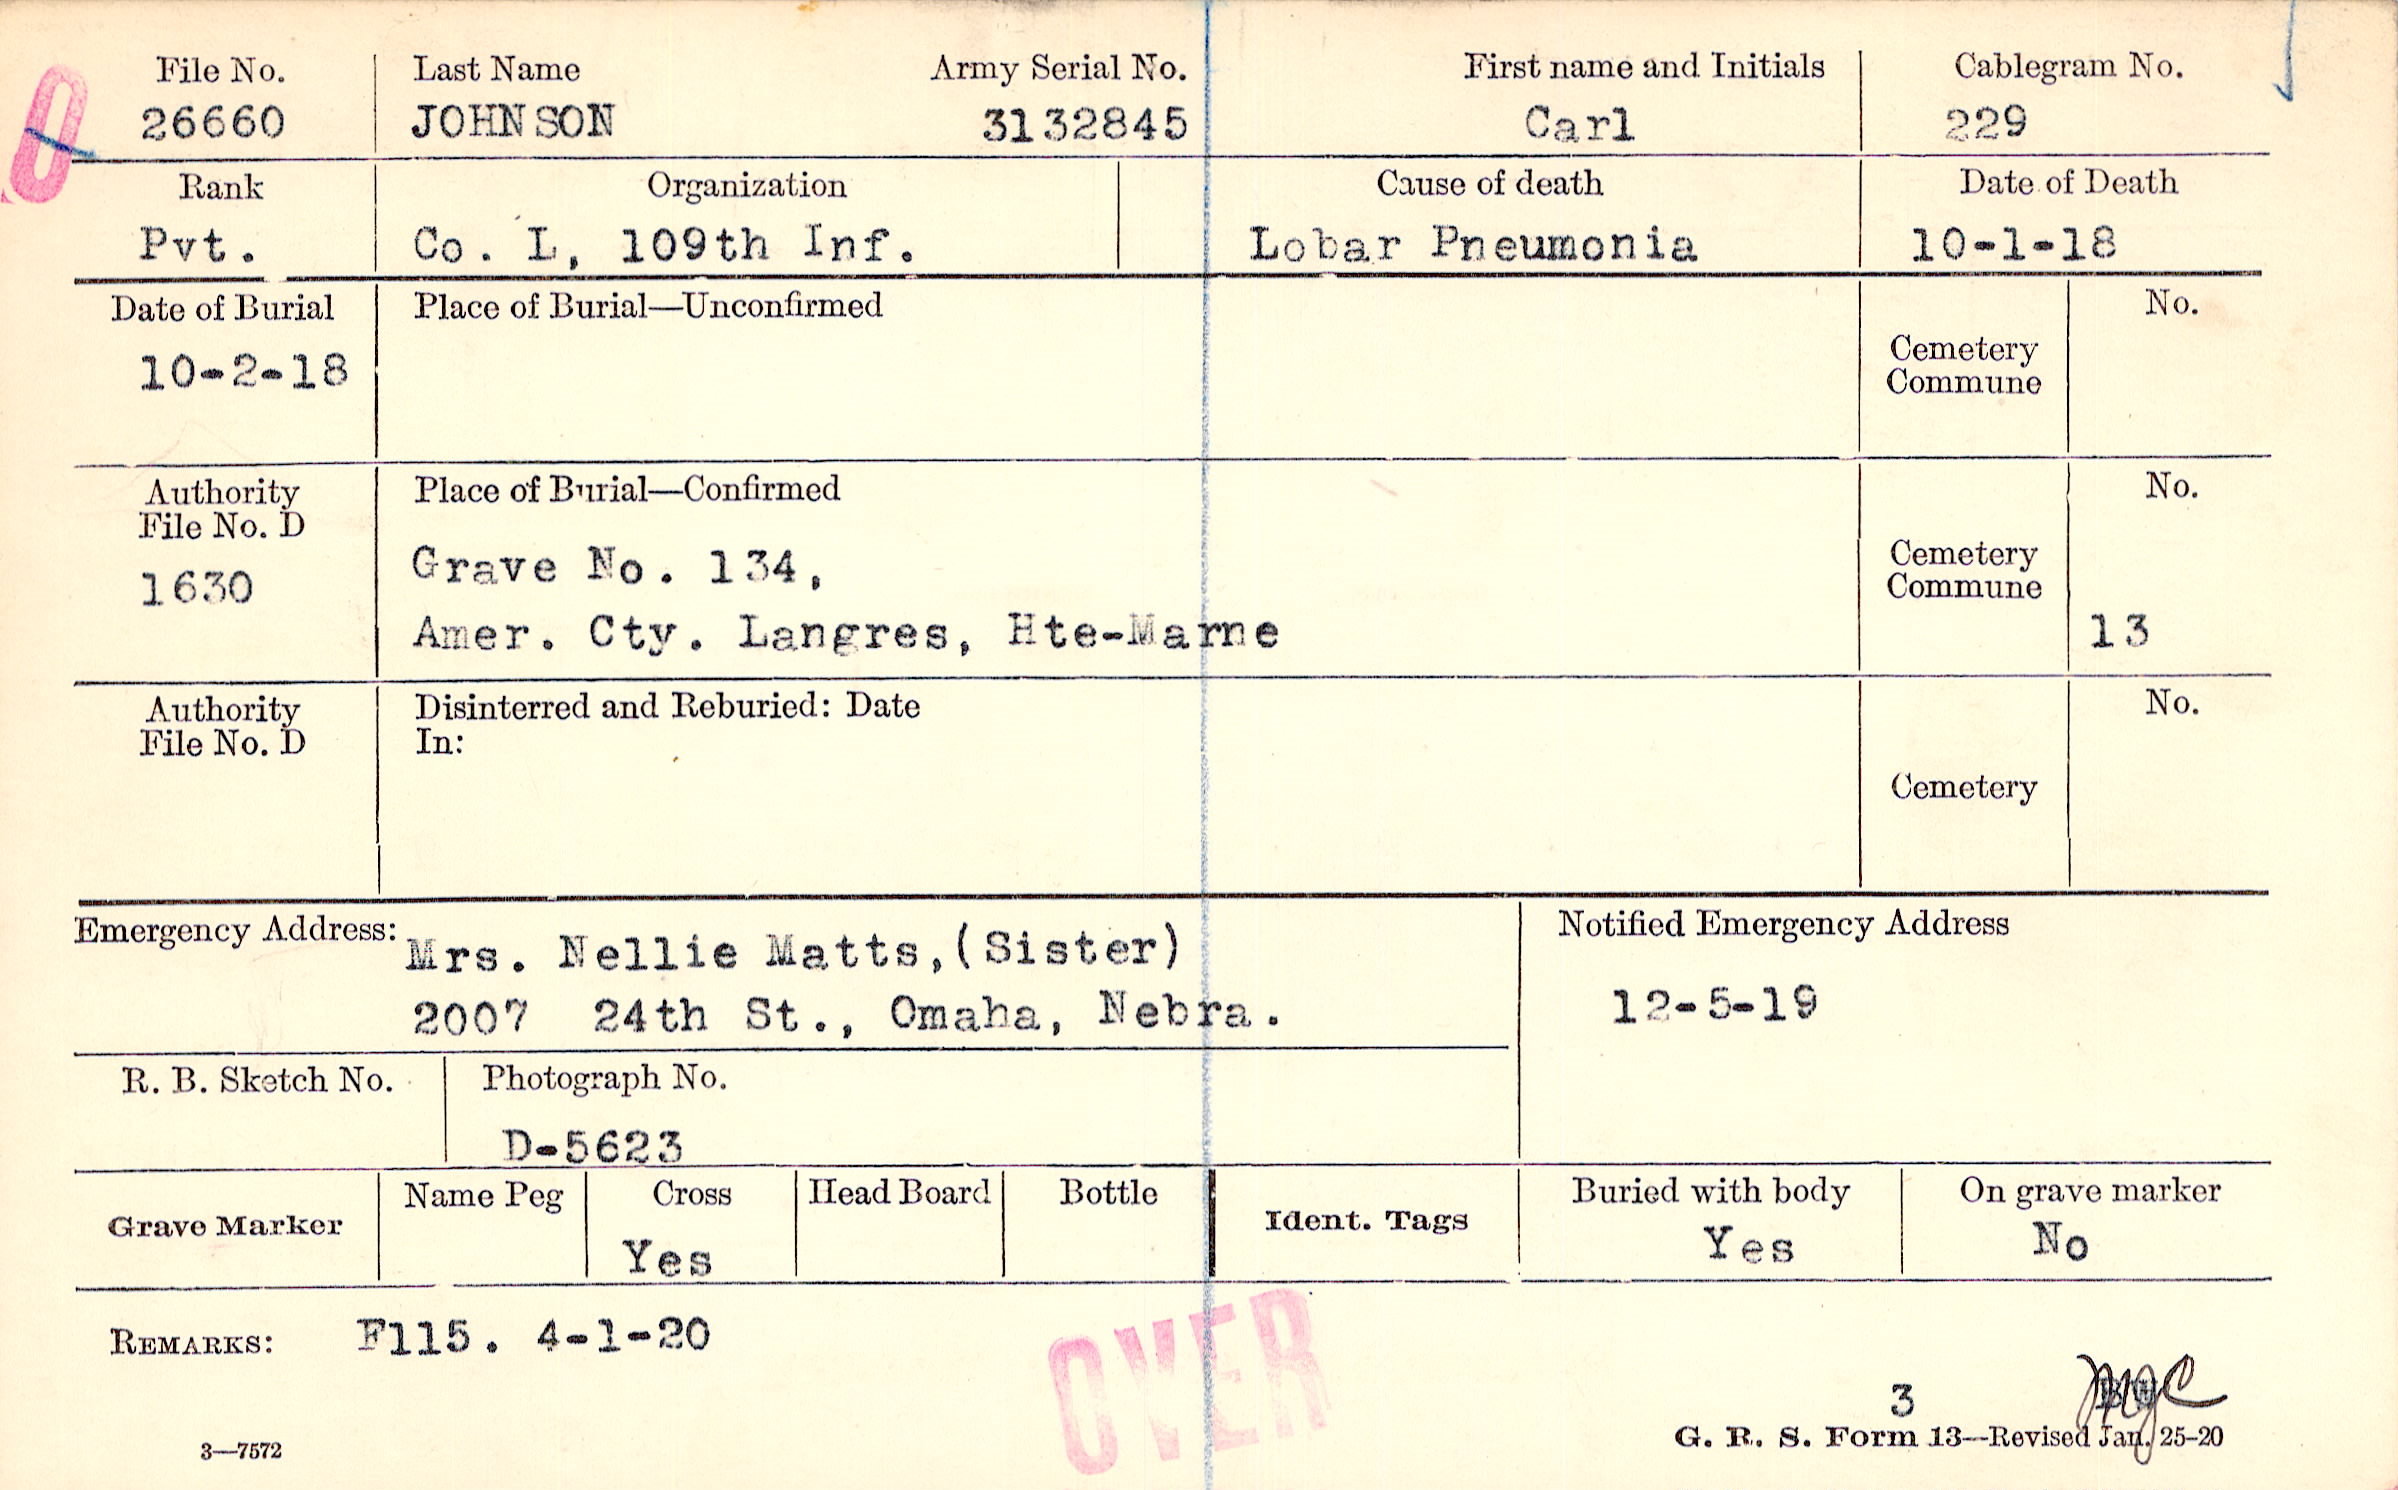 File No. Last Name Army Serial No. First name and Initials Cablegram No.
26660 JOHNSON 3132845 Carl 229
Rank Organization Cause of death Date of Death
Pvt. Co. L, 109th Inf. Lobar Pneumonia 10-1-18
Date of Burial Place of Burial—Unconfirmed No.
Cemetery
Commune
10-2-18
Authority Place of Burial—Confirmed No.
File No. D
Cemetery
Commune
1630 Grave No. 134,
Amer. Cty. Langres, Hte-Marne 13
Authority Disinterred and Reburied: Date No.
File No. D In:
Cemetery
Emergency Address: Notified Emergency Address
Mrs. Nellie Matts,(Sister)
2007 24th St., Omaha, Nebra. 12-5-19
R. B. Sketch No. Photograph No.
D-5623
Grave Marker Name Peg Cross Head Board Bottle Ident. Tags Buried with body On grave marker
Yes Yes No
REMARKS: F115. 4-1-20
OVER
3
3—7572 G. R. S. Form 13—Revised Jan. 25-20